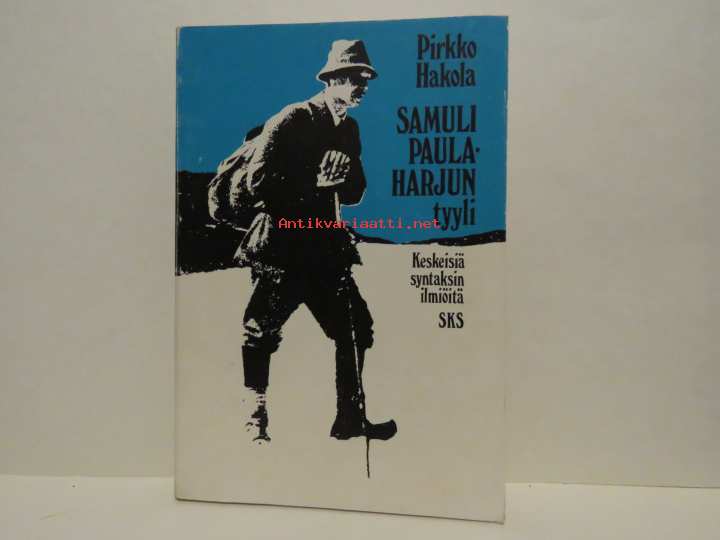 Pirkko
Hakola
SAMULI
PAULA-
HARJUN
tyyli
Antikvariaatti.net
Keskeisiä
syntaksin
ilmiöitä
SKS